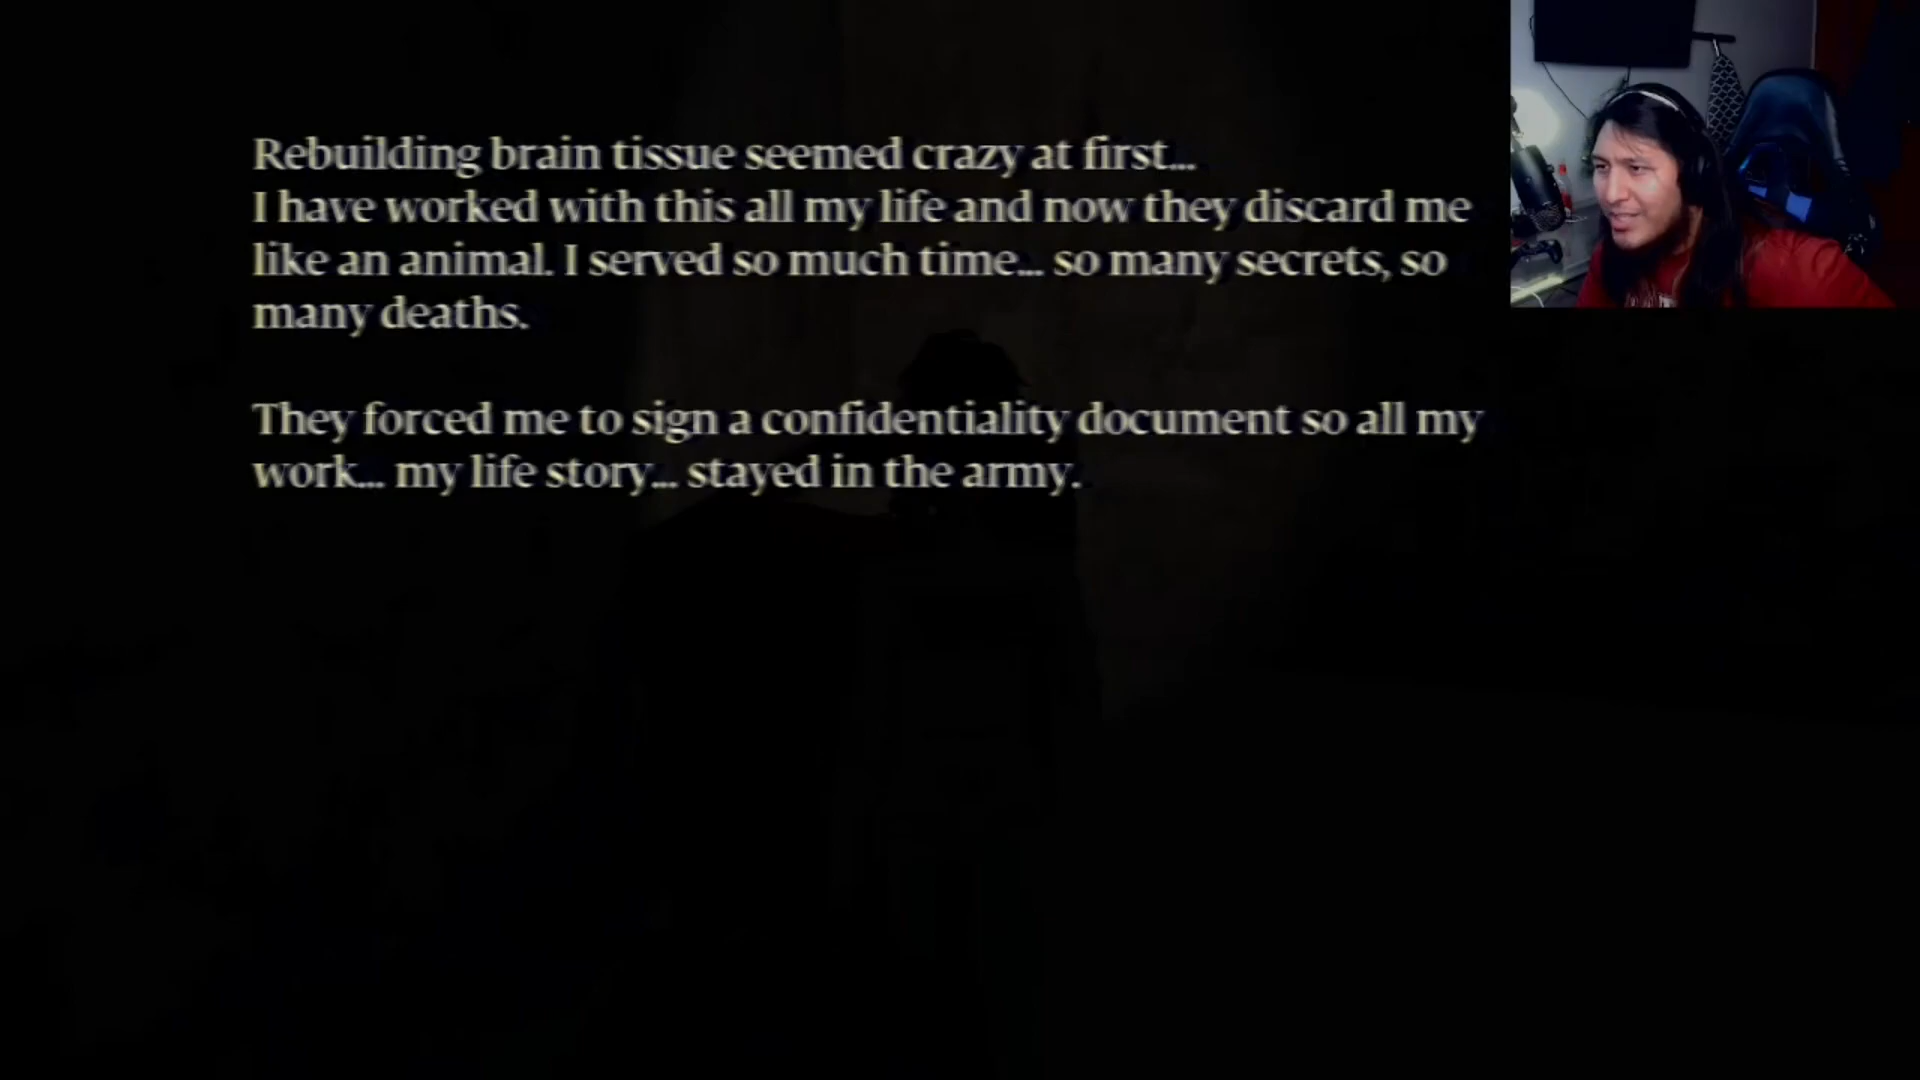 Rebuilding brain tissue seemed crazy at first...
I have worked with this all my life and now they discard me
like an animal. I served so much time... so many secrets, so
many deaths.
They forced me to sign a confidentiality document so all my
work... my life story... stayed in the army.